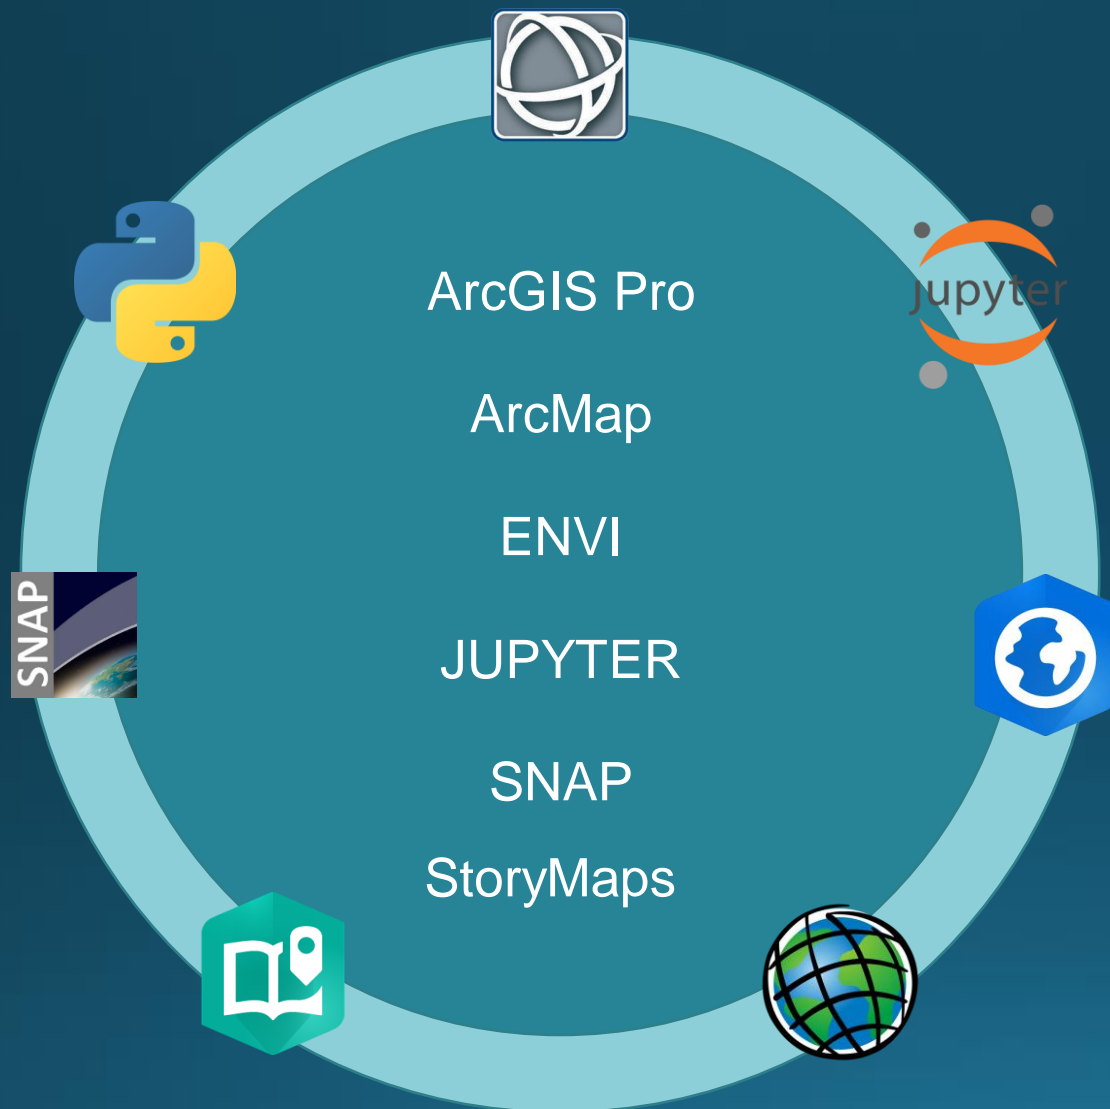 jupyter
ArcGIS Pro
ArcMap
ENVI
JUPYTER
SNAP
SNAP
StoryMaps